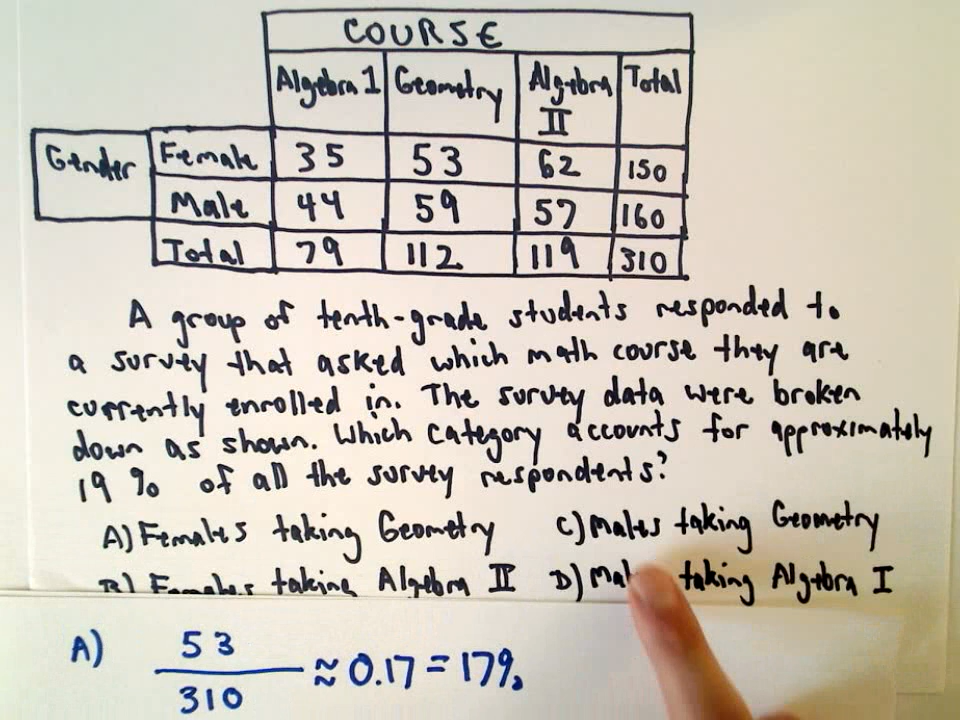 COURSE
Algebra 1 Geometry Algebra II Total
Gender Female 35 53 62 150
Male 44 59 57 160
Total 79 112 119 310
A group of tenth-grade students responded to
a survey that asked which math course they are
currently enrolled in. The survey data were broken
down as shown. Which category accounts for approximately
19% of all the survey respondents?
A) Females taking Geometry C) Males taking Geometry
B) Females taking Algebra II D) Mal taking Algebra I
A) 53
310 ≈ 0.17 = 17%